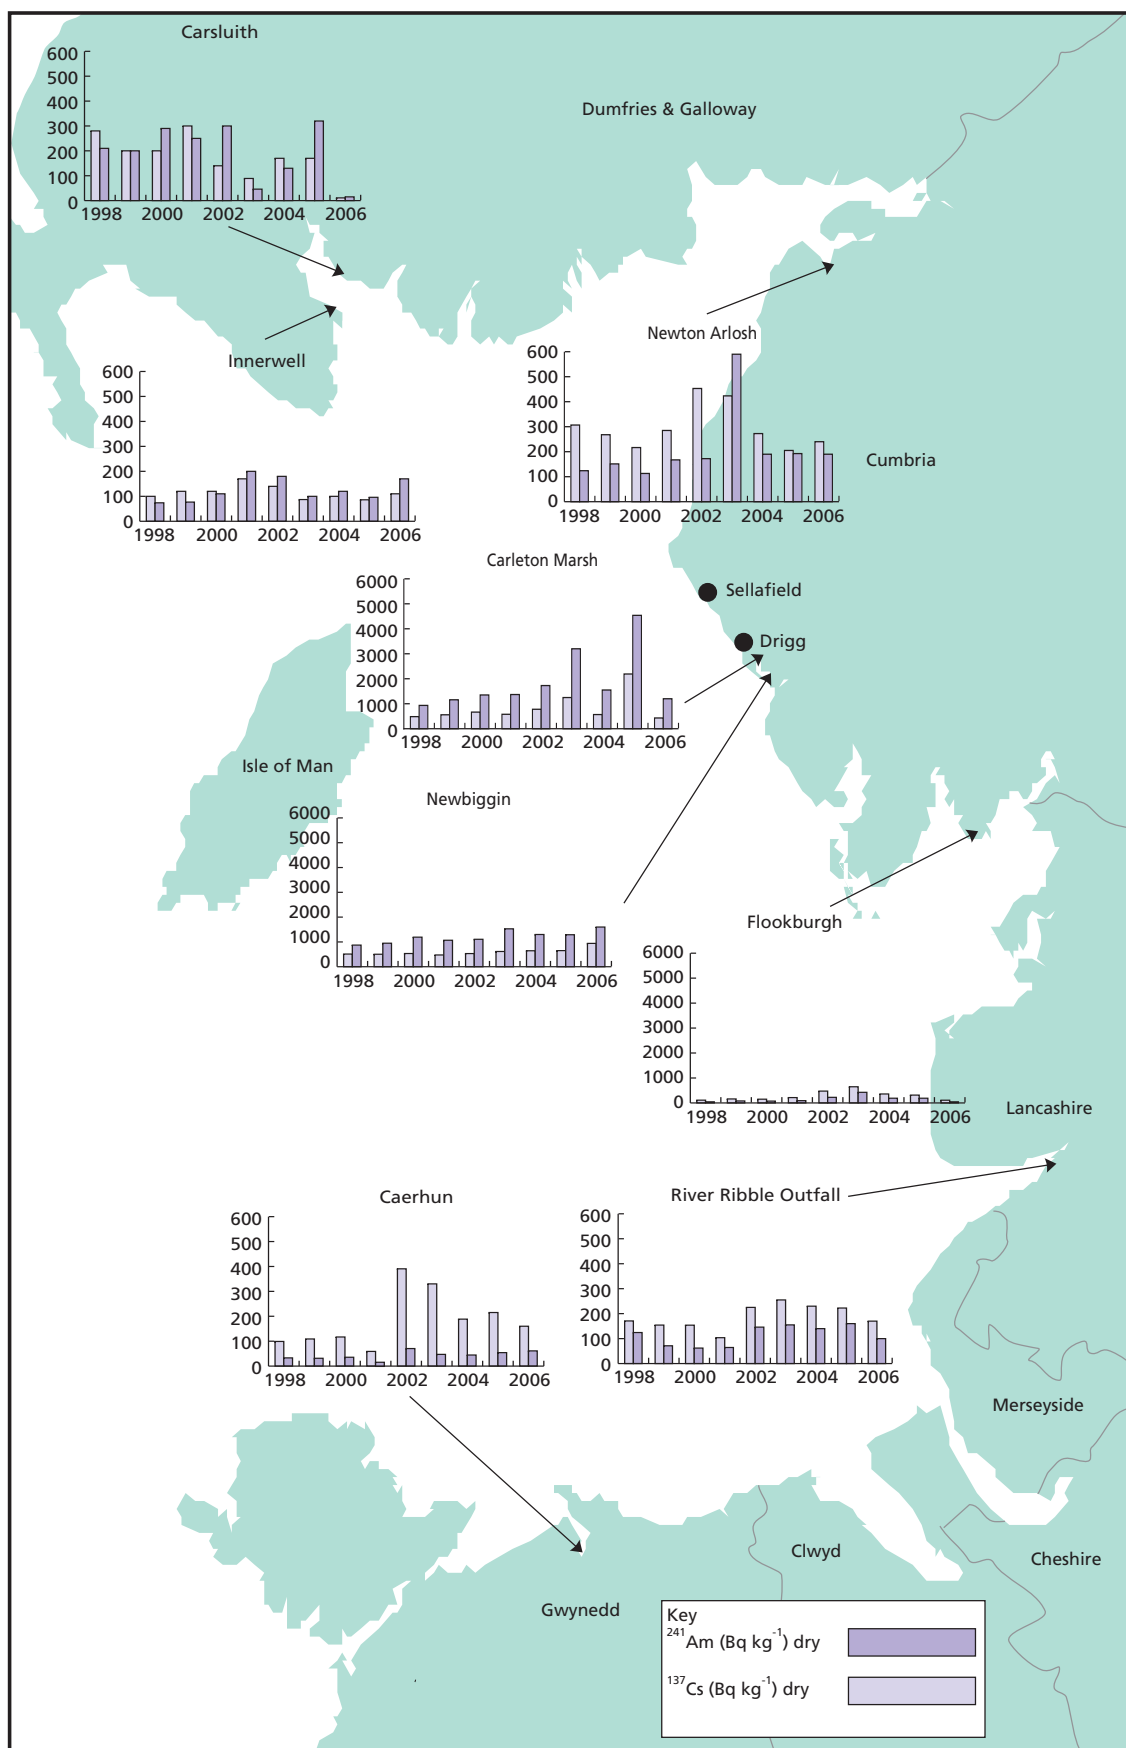 Carsluith
600
500
400
300
200
100
0
1998 2000 2002 2004 2006
Dumfries & Galloway
Innerwell
600
500
400
300
200
100
0
1998 2000 2002 2004 2006
Newton Arlosh
600
500
400
300
200
100
0
1998 2000 2002 2004 2006
Cumbria
Carleton Marsh
6000
5000
4000
3000
2000
1000
0
1998 2000 2002 2004 2006
Sellafield
Drigg
Isle of Man
Newbiggin
6000
5000
4000
3000
2000
1000
0
1998 2000 2002 2004 2006
Flookburgh
6000
5000
4000
3000
2000
1000
0
1998 2000 2002 2004 2006
Lancashire
Caerhun
600
500
400
300
200
100
0
1998 2000 2002 2004 2006
River Ribble Outfall
600
500
400
300
200
100
0
1998 2000 2002 2004 2006
Merseyside
Clwyd
Cheshire
Gwynedd
Key
241Am (Bq kg-1) dry
137Cs (Bq kg-1) dry